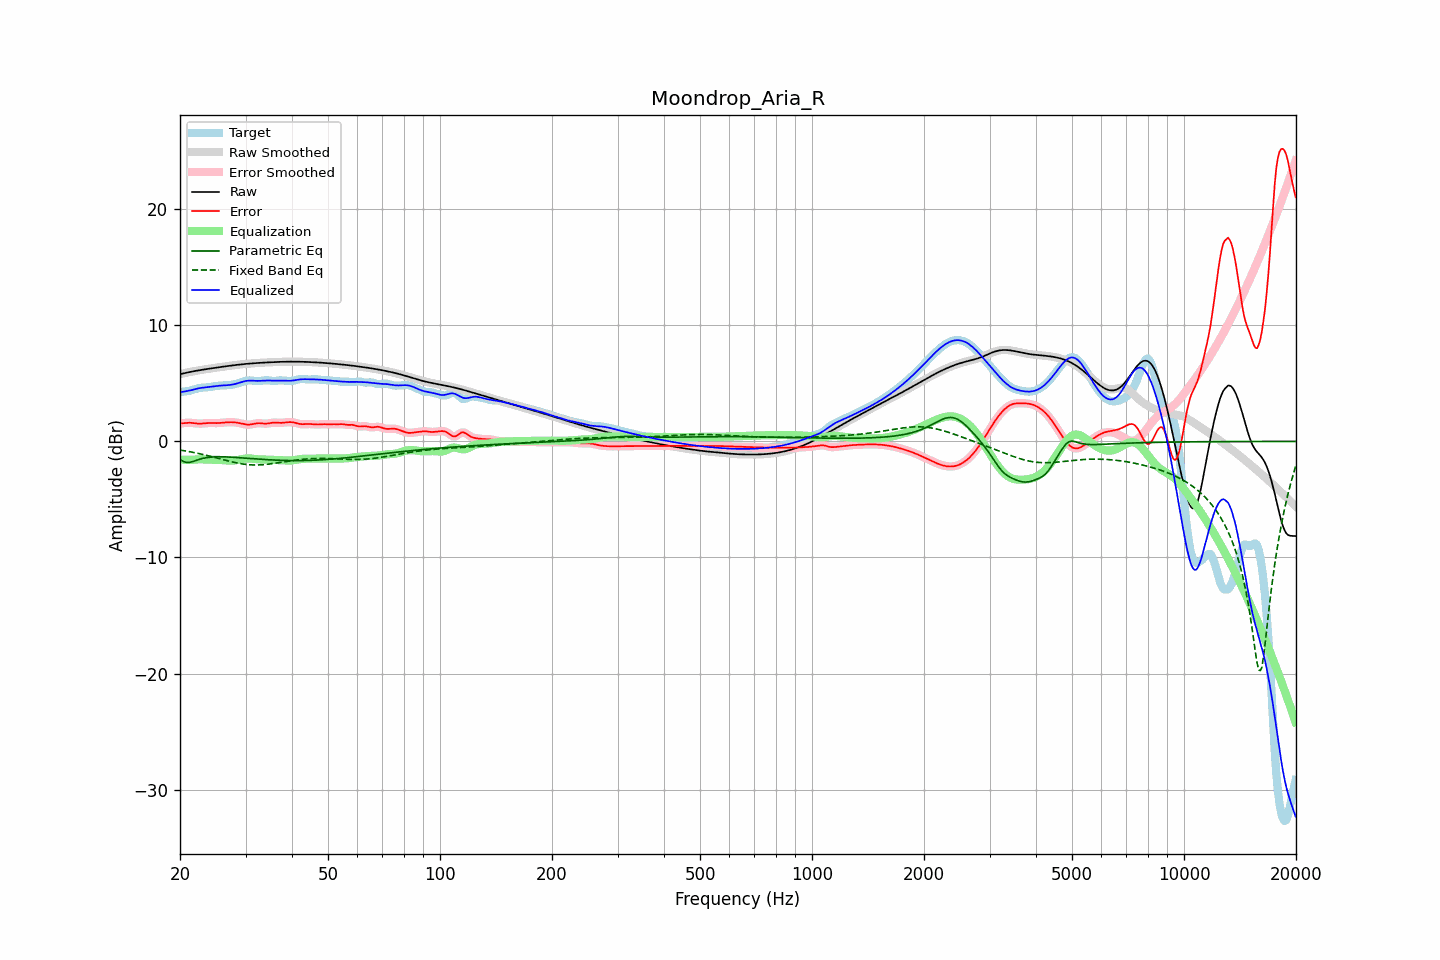 Moondrop_Aria_R
Target
Raw Smoothed
Error Smoothed
Raw
Error
Equalization
Parametric Eq
Fixed Band Eq
Equalized
Amplitude (dBr)
20
10
0
−10
−20
−30
20 50 100 200 500 1000 2000 5000 10000 20000
Frequency (Hz)